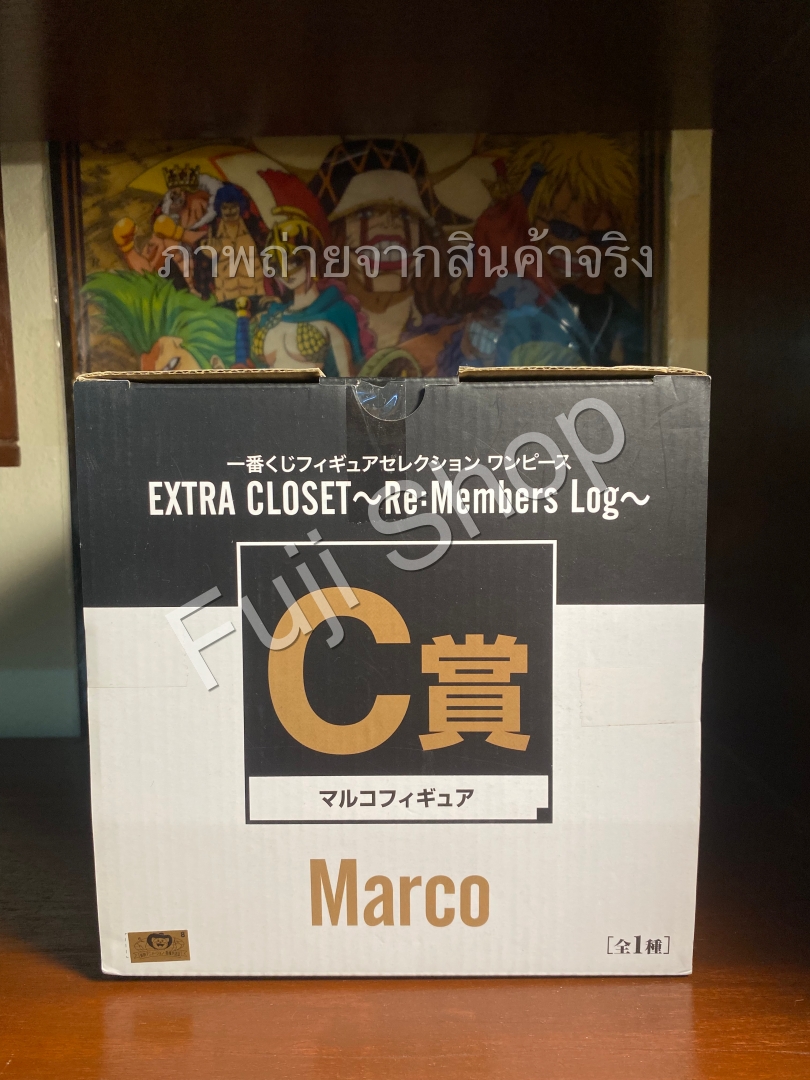 ภาพถ่ายจากสินค้าจริง
一番くじフィギュアセレクション ワンピース
EXTRA CLOSET～Re:Members Log～
Fuji Shop
C賞
マルコフィギュア
Marco
[全1種]